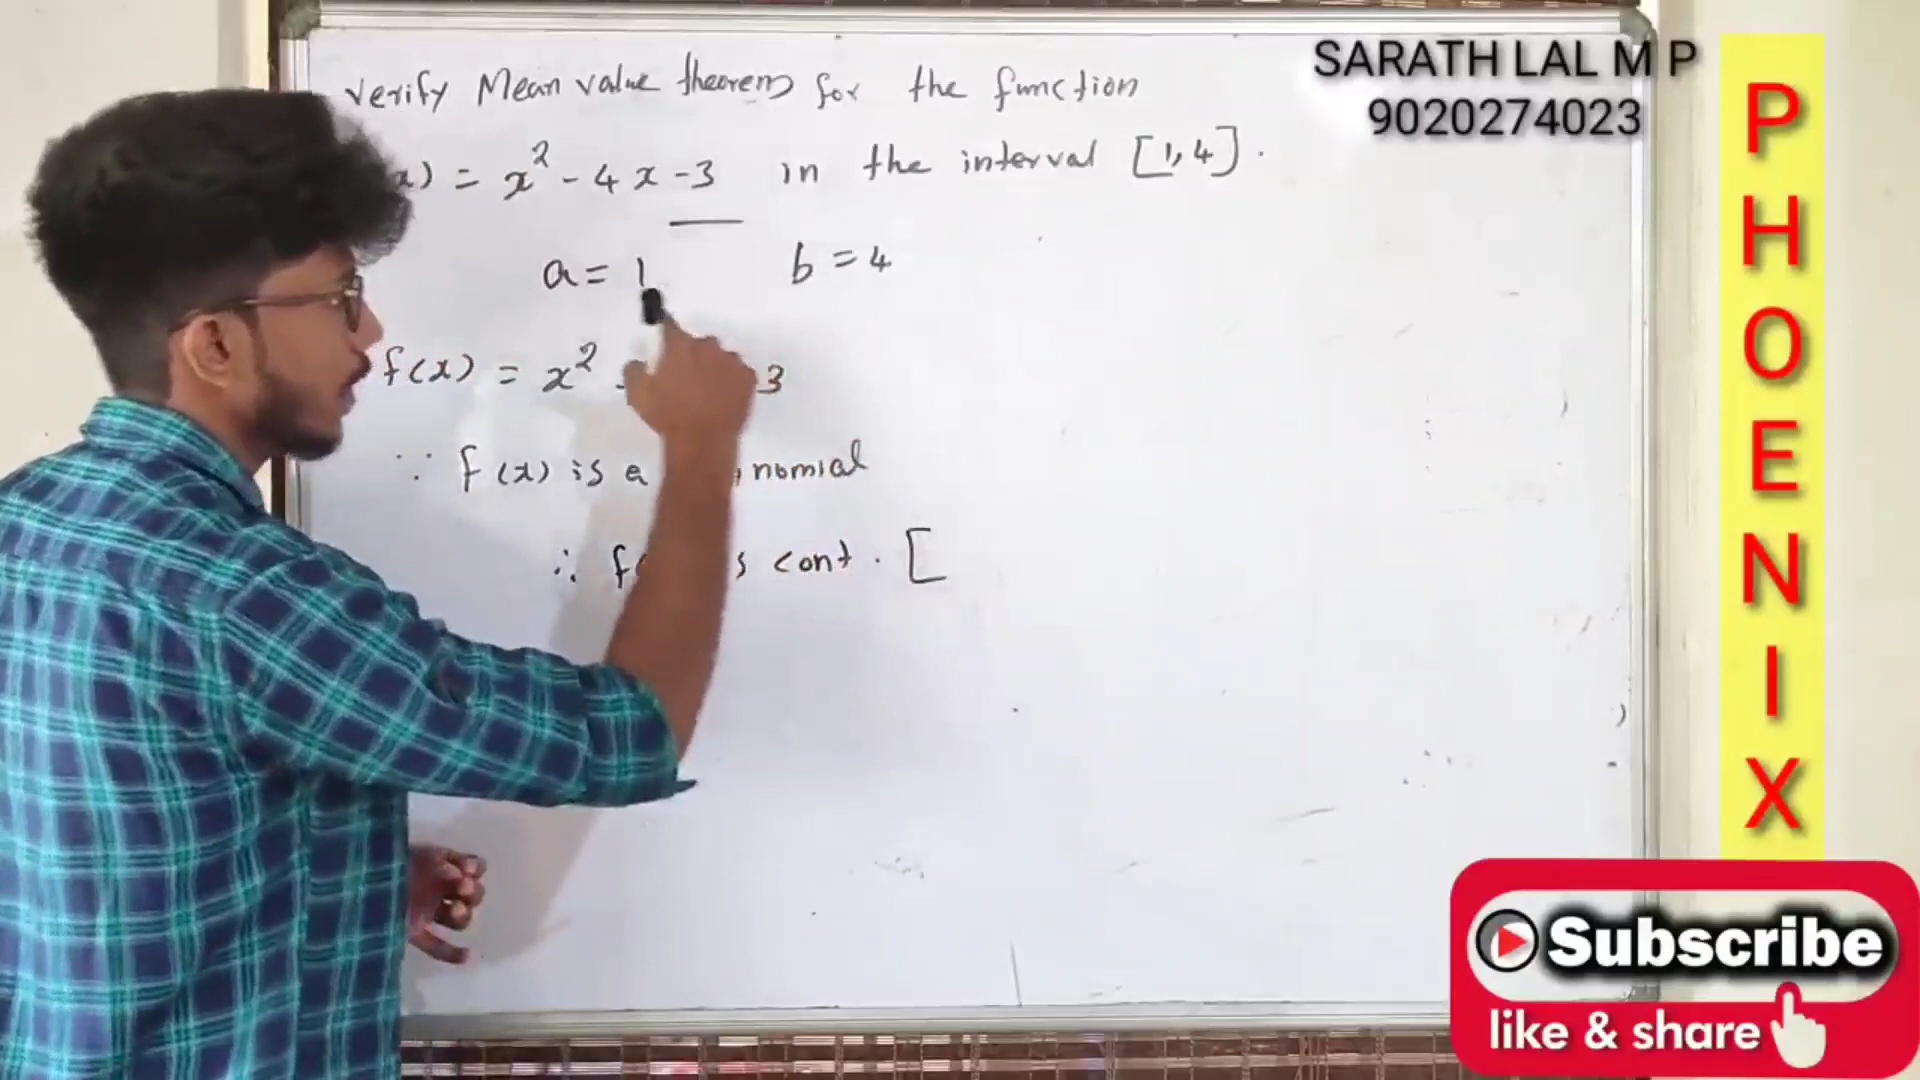 Verify Mean value theorem for the function
x) = x² - 4x - 3 in the interval [1,4].
a = 1 b = 4
f(x) = x² - 3
∵ f(x) is a nomial
∴ f s cont. [
SARATH LAL M P
9020274023
PHOENIX
Subscribe
like & share